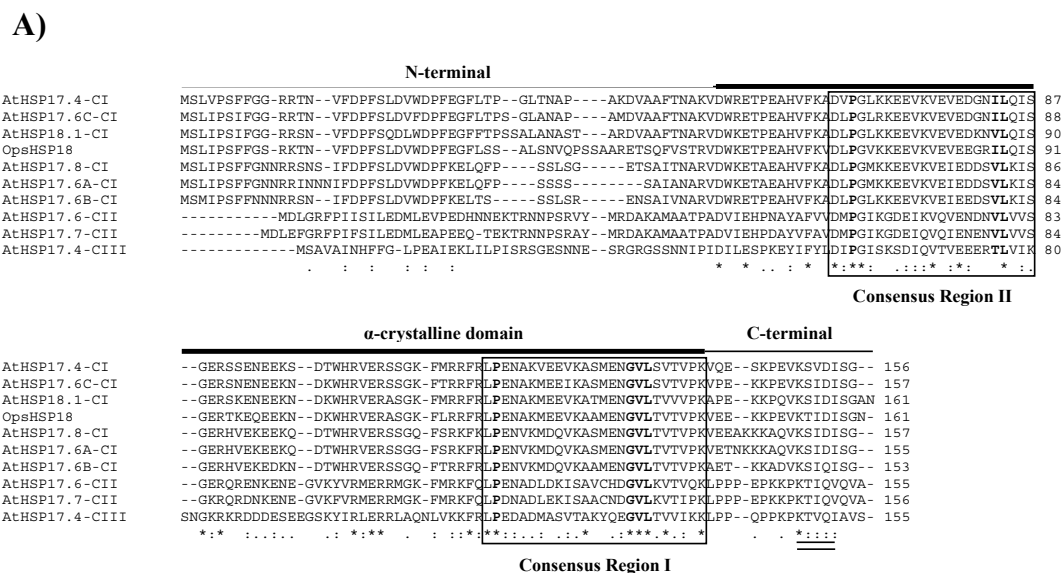 A)
N-terminal
AtHSP17.4-CI MSLVPSFFGG-RRTN--VFDPFSLDVWDPFEGFLTP--GLTNAP----AKDVAAFTNAKVDWRETPEAHVFKADVPGLKKEEVKVEVEDGNILQIS 87
AtHSP17.6C-CI MSLIPSIFGG-RRTN--VFDPFSLDVWDPFEGFLTPSGLANAP----AMDVAAFTNAKVDWRETPEAHVFKADLPGLRKEEVKVEVEDGNILQIS 88
AtHSP18.1-CI MSLIPSIFGG-RRSN--VFDPFSQDLWDPFEGFFTPSSALANAST---ARDVAAFTNARVDWKETPEAHVFKADLPGLKKEEVKVEVEDKNVLQIS 90
OpsHSP18 MSLIPSFFGS-RKTN--VFDPFSLDVWDPFEGFLSS--ALSNVQPSSAARETSQFVSTRVDWKETPEAHVFKADLPGVKKEEVKVEVEEGRILQIS 91
AtHSP17.8-CI MSLIPSFFGNNRRSNS-IFDPFSLDVWDPFKELQFP----SSLSG----ETSAITNARVDWKETAEAHVFKADLPGMKKEEVKVEIEDDSVLKIS 86
AtHSP17.6A-CI MSLIPSFFGNNRRINNNIFDPFSLDVWDPFKELQFP----SSSS-----SAIANARVDWKETAEAHVFKADLPGMKKEEVKVEIEDDSVLKIS 84
AtHSP17.6B-CI MSMIPSFFNNNRRSN--IFDPFSLDVWDPFKELTS-----SSLSR----ENSAIVNARVDWRETPEAHVFKADLPGLKKEEVKVEIEEDSVLKIS 84
AtHSP17.6-CII -----------MDLGRFPIISILEDMLEVPEDHNNEKTRNNPSRVY--MRDAKAMAATPADVIEHPNAYAFVVDMPGIKGDEIKVQVENDNVLVVS 83
AtHSP17.7-CII -----------MDLEFGRFPIFSILEDMLEAPEEQ-TEKTRNNPSRAY--MRDAKAMAATPADVIEHPDAYVFAVDMPGIKGDEIQVQIENENVLVVS 84
AtHSP17.4-CIII -------------MSAVAINHFFG-LPEAIEKLILPISRSGESNNE--SRGRGSSNNIPIDILESPKEYIFYLDIPGISKSDIQVTVEEERTLVIK 80
. : : : : * * .. : * *:**: .:::*:*: * :.
Consensus Region II
α-crystalline domain C-terminal
AtHSP17.4-CI --GERSSENEEKS--DTWHRVERSSGK-FMRRFRLPENAKVEEVKASMENGVLSVTVPKVQE--SKPEVKSVDISG-- 156
AtHSP17.6C-CI --GERSNENEEKN--DKWHRVERSSGK-FTRRFRLPENAKMEEIKASMENGVLSVTVPKVPE--KKPEVKSIDISG-- 157
AtHSP18.1-CI --GERSKENEEKN--DKWHRVERASGK-FMRRFRLPENAKMEEVKATMENGVLTVVVPKAPE--KKPQVKSIDISGAN 161
OpsHSP18 --GERTKEQEEKN--DKWHRVERSSGK-FLRRFRLPENAKMEEVKAAMENGVLTVTVPKVEE--KKPEVKTIDISGN- 161
AtHSP17.8-CI --GERHVEKEEKQ--DTWHRVERSSGQ-FSRKFKLPENVKMDQVKASMENGVLTVTVPKVEEAKKKAQVKSIDISG-- 157
AtHSP17.6A-CI --GERHVEKEEKQ--DTWHRVERSSGQ-FSRKFRLPENVKMDQVKASMENGVLTVTVPKVETNKKKAQVKSIDISG-- 155
AtHSP17.6B-CI --GERHVEKEDKN--DTWHRVERSSGQ-FTRRFRLPENVKMDQVKAAMENGVLTVTVPKAET--KKADVKSIQISG-- 153
AtHSP17.6-CII --GERQRENKENE-GVKYVRMERRMGK-FMRKFQLPENADLDKISAVCHDGVLKVTVQKLPPP-EPKKPKTIQVQVA- 155
AtHSP17.7-CII --GKRQRDNKENE-GVKFVRMERRMGK-FMRKFQLPDNADLEKISAACNDGVLKVTIPKLPPP-EPKKPKTIQVQVA- 156
AtHSP17.4-CIII SNGKRKRDDDESEEGSKYIRLERRLAQNLVKKFRLPEDADMASVTAKYQEGVLTVVIKKLPP--QPPKPKTVQIAVS- 155
*:* :..:. .: *:** .: : ::*:**::.: .: * .:***.*.: * . . *::::
Consensus Region I